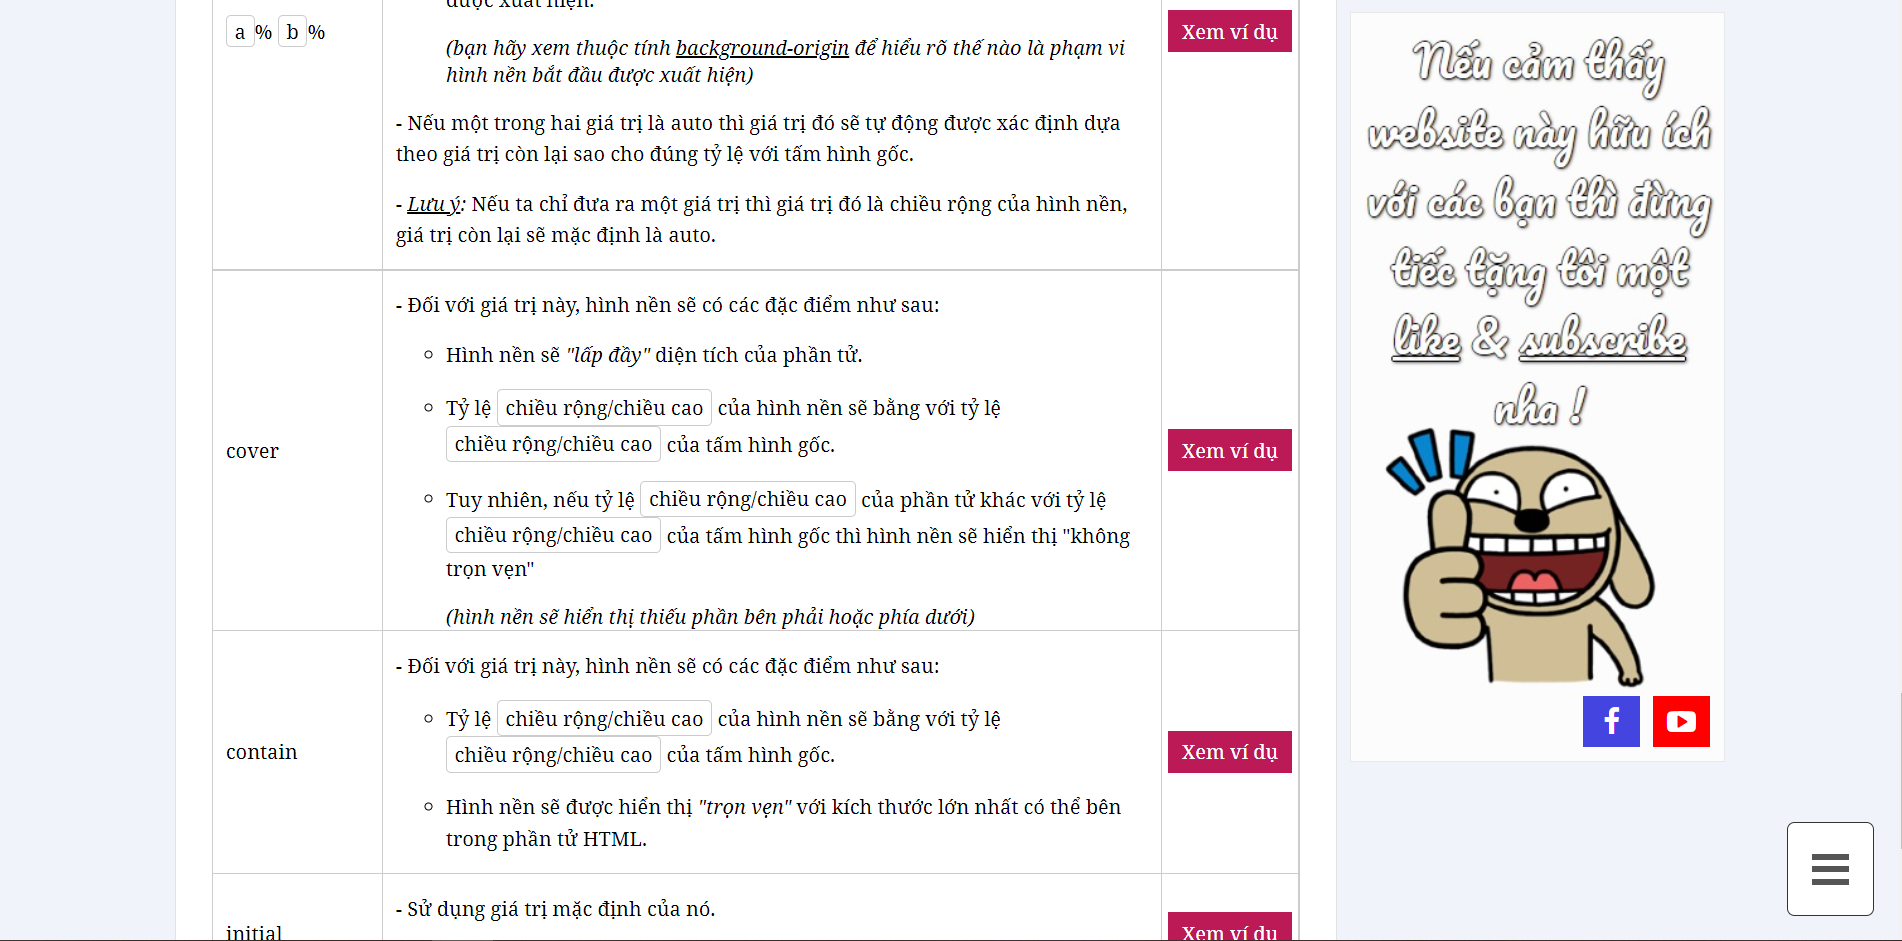 được xuất hiện.
a % b %
Xem ví dụ
(bạn hãy xem thuộc tính background-origin để hiểu rõ thế nào là phạm vi
hình nền bắt đầu được xuất hiện)
- Nếu một trong hai giá trị là auto thì giá trị đó sẽ tự động được xác định dựa
theo giá trị còn lại sao cho đúng tỷ lệ với tấm hình gốc.
- Lưu ý: Nếu ta chỉ đưa ra một giá trị thì giá trị đó là chiều rộng của hình nền,
giá trị còn lại sẽ mặc định là auto.
cover
- Đối với giá trị này, hình nền sẽ có các đặc điểm như sau:
Hình nền sẽ "lấp đầy" diện tích của phần tử.
Tỷ lệ chiều rộng/chiều cao của hình nền sẽ bằng với tỷ lệ
chiều rộng/chiều cao của tấm hình gốc.
Tuy nhiên, nếu tỷ lệ chiều rộng/chiều cao của phần tử khác với tỷ lệ
chiều rộng/chiều cao của tấm hình gốc thì hình nền sẽ hiển thị "không
trọn vẹn"
(hình nền sẽ hiển thị thiếu phần bên phải hoặc phía dưới)
Xem ví dụ
contain
- Đối với giá trị này, hình nền sẽ có các đặc điểm như sau:
Tỷ lệ chiều rộng/chiều cao của hình nền sẽ bằng với tỷ lệ
chiều rộng/chiều cao của tấm hình gốc.
Hình nền sẽ được hiển thị "trọn vẹn" với kích thước lớn nhất có thể bên
trong phần tử HTML.
Xem ví dụ
initial
- Sử dụng giá trị mặc định của nó.
Xem ví dụ
Nếu cảm thấy
website này hữu ích
với các bạn thì đừng
tiếc tặng tôi một
like & subscribe
nha !